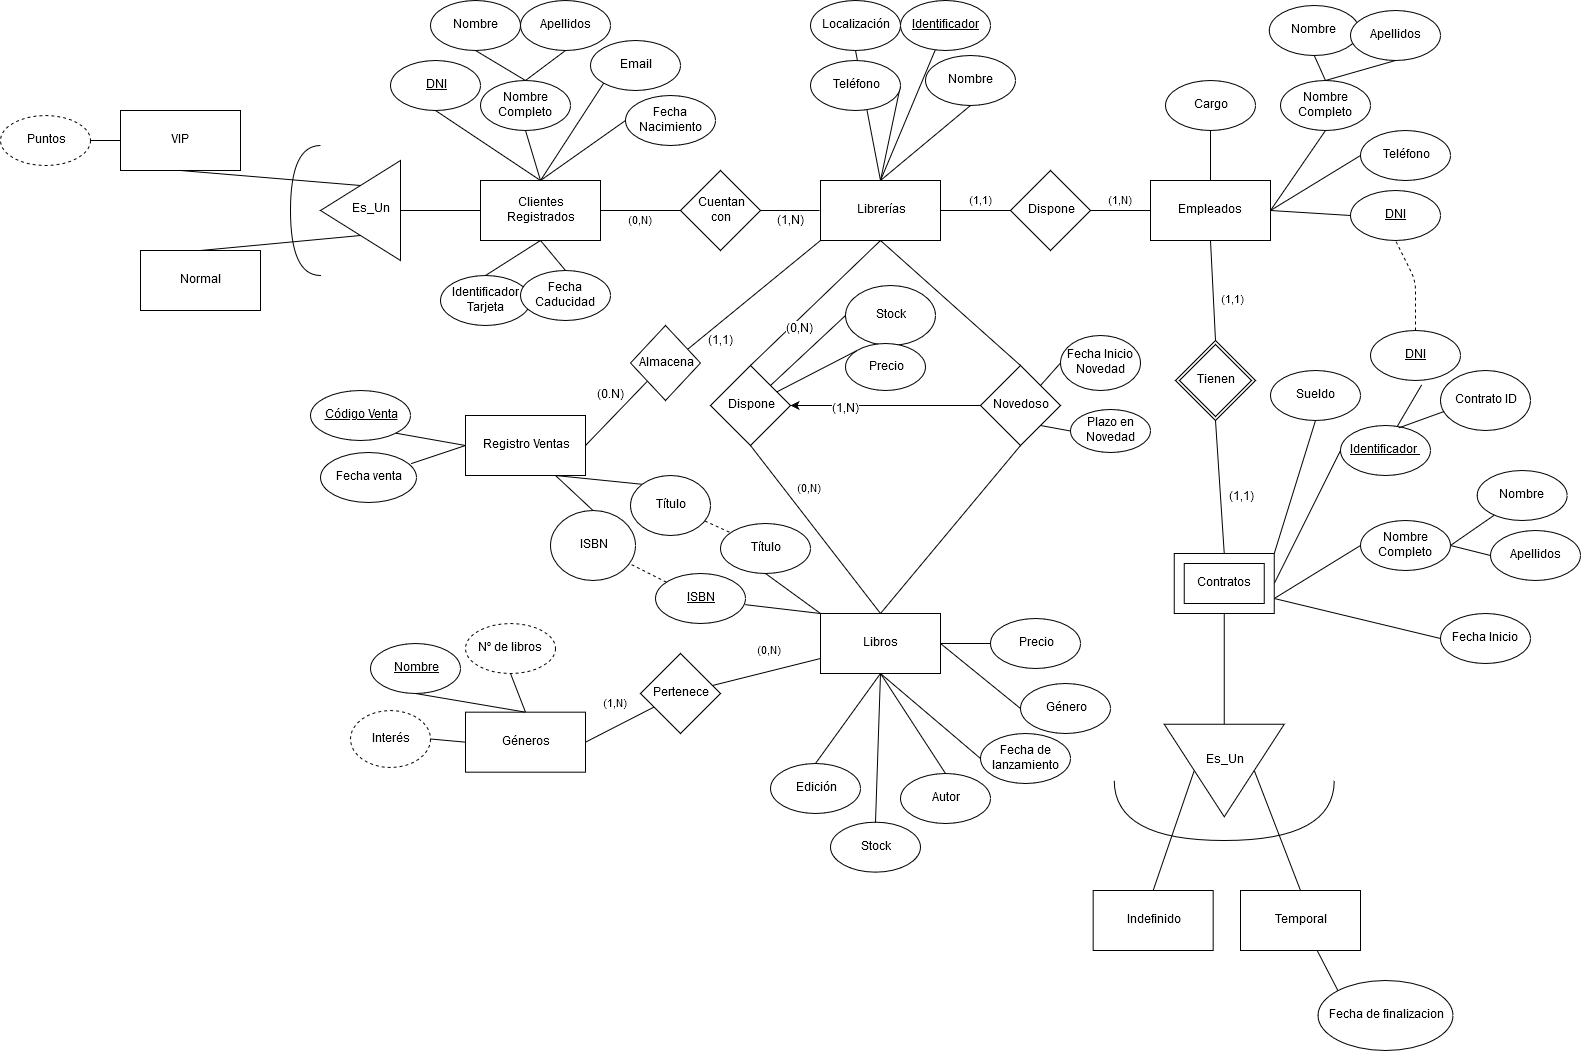 Nombre
Apellidos
DNI
Nombre
Completo
Email
Fecha
Nacimiento
Puntos
VIP
Es_Un
Normal
Clientes
Registrados
Identificador
Tarjeta
Fecha
Caducidad
(0,N)
Cuentan
con
(1,N)
Localización
Identificador
Teléfono
Nombre
Librerías
(1,1)
Dispone
(1,N)
Cargo
Nombre
Apellidos
Nombre
Completo
Teléfono
DNI
Empleados
(1,1)
Tienen
(1,1)
DNI
Contrato ID
Sueldo
Identificador
Nombre
Completo
Nombre
Apellidos
Fecha Inicio
Contratos
Es_Un
Indefinido
Temporal
Fecha de finalizacion
(1,1)
Almacena
(0.N)
Código Venta
Fecha venta
Registro Ventas
Título
ISBN
(0,N)
Stock
Precio
Dispone
(1,N)
Novedoso
Fecha Inicio
Novedad
Plazo en
Novedad
(0,N)
Título
ISBN
Libros
Precio
Género
Fecha de
lanzamiento
Autor
Stock
Edición
(0,N)
Pertenece
(1,N)
Nº de libros
Nombre
Interés
Géneros